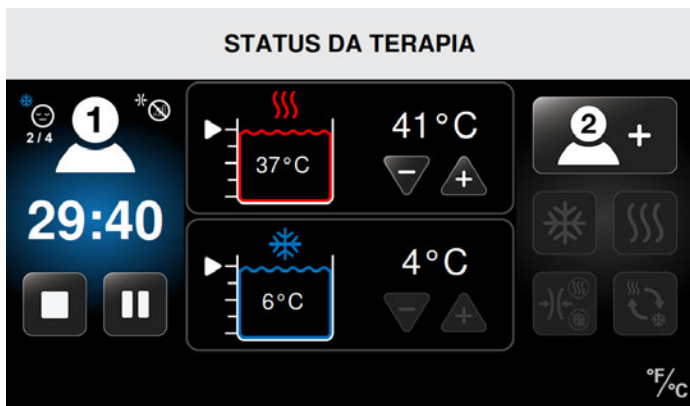 STATUS DA TERAPIA
1
2/4
29:40
41°C
37°C
4°C
6°C
2 +
°F/°C